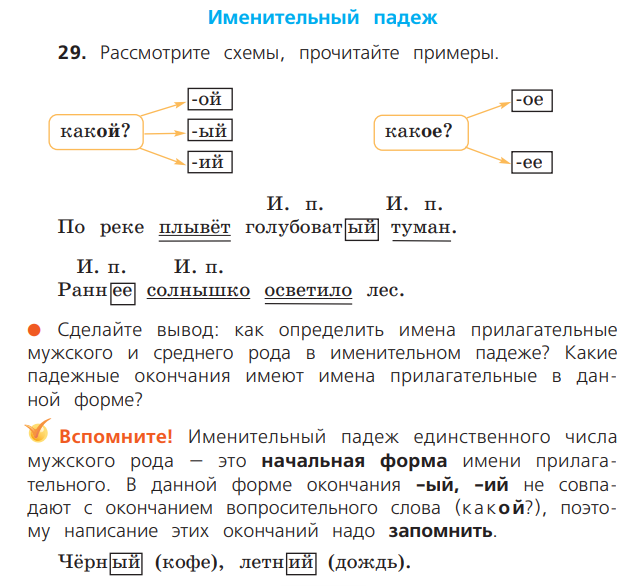 Именительный падеж
29. Рассмотрите схемы, прочитайте примеры.
-ой
-ое
какой? -ый какое?
-ий
-ее
И. п. И. п.
По реке плывёт голубоватый туман.
И. п. И. п.
Раннее солнышко осветило лес.
● Сделайте вывод: как определить имена прилагательные
мужского и среднего рода в именительном падеже? Какие
падежные окончания имеют имена прилагательные в дан-
ной форме?
Вспомните! Именительный падеж единственного числа
мужского рода – это начальная форма имени прилага-
тельного. В данной форме окончания –ый, –ий не совпа-
дают с окончанием вопросительного слова (какой?), поэто-
му написание этих окончаний надо запомнить.
Чёрный (кофе), летний (дождь).